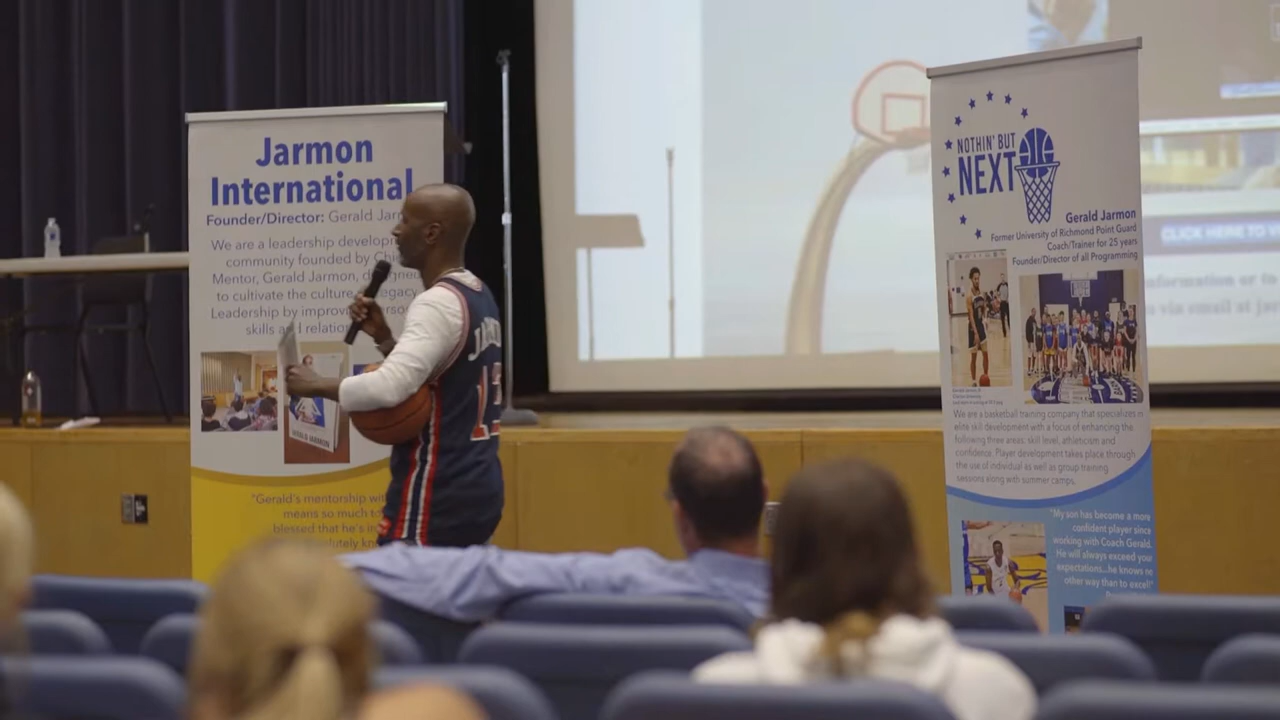 Jarmon
International
Founder/Director: Gerald
We are a leadership
community founded by
Mentor, Gerald Jarmon,
to cultivate the culture,
Leadership by
skills and
"Gerald's mentorship
means so much to
blessed that he's
13
NOTHIN' BUT
NEXT
Gerald Jarmon
Former University of Richmond Point Guard
Coach/Trainer for 25 years
Founder/Director of all Programming
We are a basketball training company that specializes in
elite skill development with a focus of enhancing the
following three areas: skill level, athleticism and
confidence. Player development takes place through
the use of individual as well as group training
sessions along with summer camps.
"My son has become a more
confident player since
working with Coach Gerald.
He will always exceed you
expectations...he knows no
other way than to excel!"
CLICK HERE TO
via email at